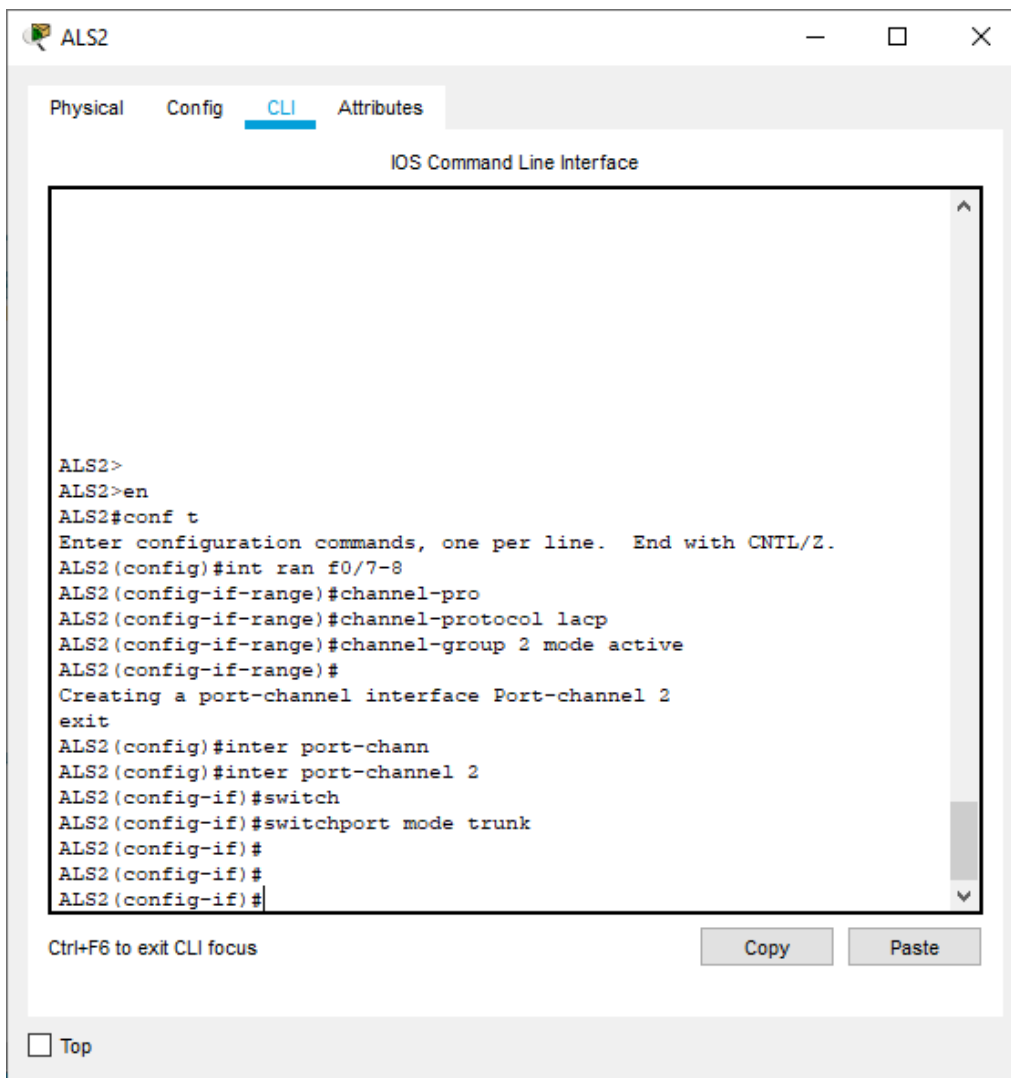 ALS2
Physical Config CLI Attributes
IOS Command Line Interface
ALS2>
ALS2>en
ALS2#conf t
Enter configuration commands, one per line.  End with CNTL/Z.
ALS2(config)#int ran f0/7-8
ALS2(config-if-range)#channel-pro
ALS2(config-if-range)#channel-protocol lacp
ALS2(config-if-range)#channel-group 2 mode active
ALS2(config-if-range)#
Creating a port-channel interface Port-channel 2
exit
ALS2(config)#inter port-chann
ALS2(config)#inter port-channel 2
ALS2(config-if)#switch
ALS2(config-if)#switchport mode trunk
ALS2(config-if)#
ALS2(config-if)#
ALS2(config-if)#
Ctrl+F6 to exit CLI focus Copy Paste
Top